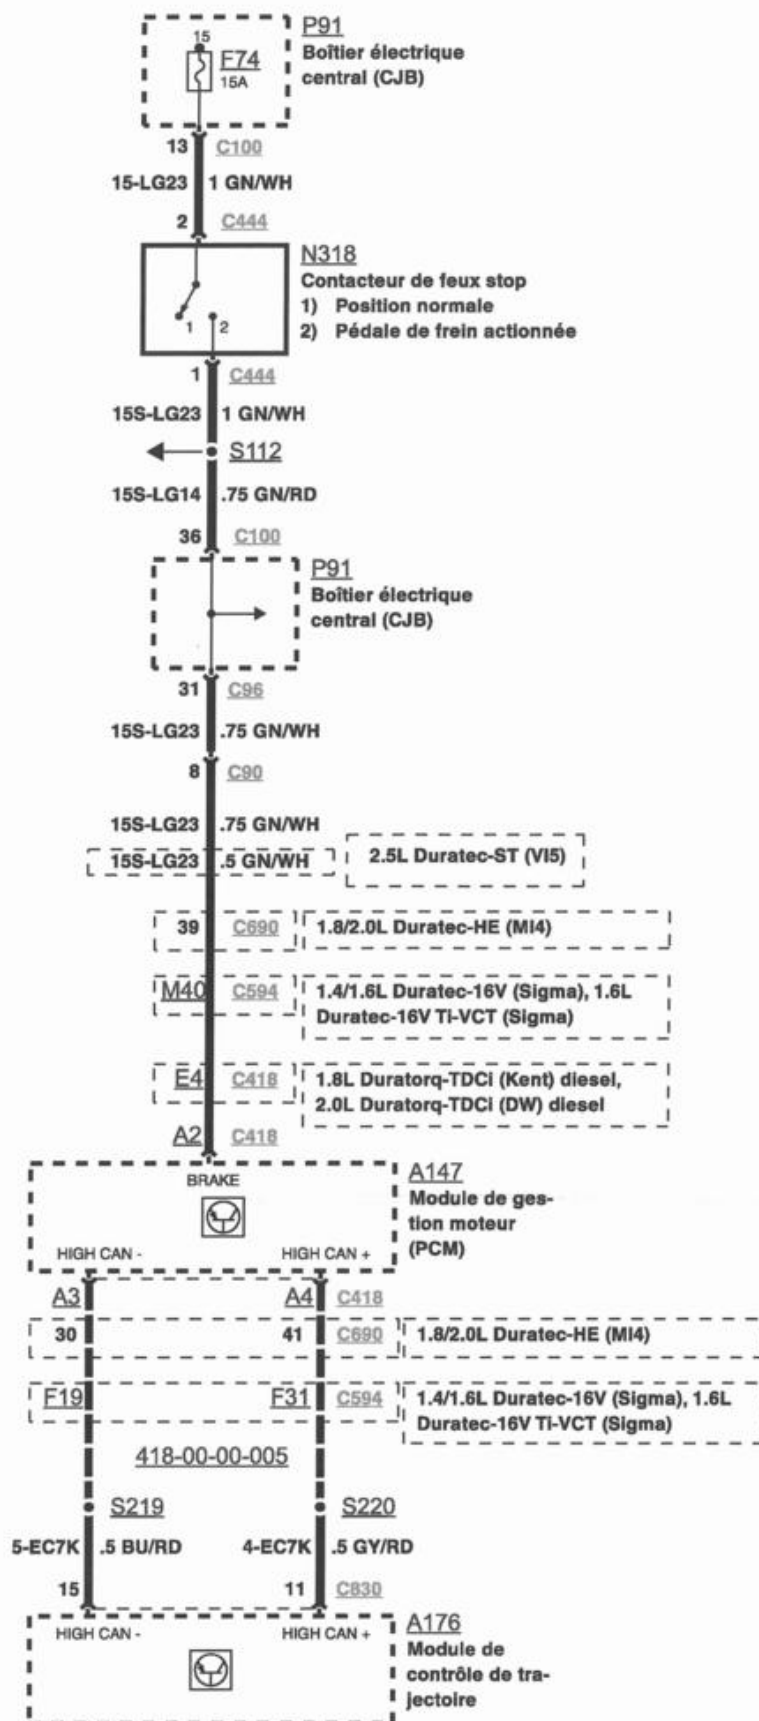 P91
15
F74
15A
Boîtier électrique
central (CJB)
13 C100
15-LG23 1 GN/WH
2 C444
N318
Contacteur de feux stop
1) Position normale
2) Pédale de frein actionnée
1 2
1 C444
15S-LG23 1 GN/WH
S112
15S-LG14 .75 GN/RD
36 C100
P91
Boîtier électrique
central (CJB)
31 C96
15S-LG23 .75 GN/WH
8 C90
15S-LG23 .75 GN/WH
15S-LG23 .5 GN/WH 2.5L Duratec-ST (VI5)
39 C690 1.8/2.0L Duratec-HE (MI4)
M40 C594 1.4/1.6L Duratec-16V (Sigma), 1.6L
Duratec-16V Ti-VCT (Sigma)
E4 C418 1.8L Duratorq-TDCi (Kent) diesel,
2.0L Duratorq-TDCi (DW) diesel
A2 C418
BRAKE
A147
Module de ges-
tion moteur
(PCM)
HIGH CAN - HIGH CAN +
A3 A4 C418
30 41 C690 1.8/2.0L Duratec-HE (MI4)
F19 F31 C594 1.4/1.6L Duratec-16V (Sigma), 1.6L
Duratec-16V Ti-VCT (Sigma)
418-00-00-005
S219 S220
5-EC7K .5 BU/RD 4-EC7K .5 GY/RD
15 11 C830
HIGH CAN - HIGH CAN +
A176
Module de
contrôle de tra-
jectoire